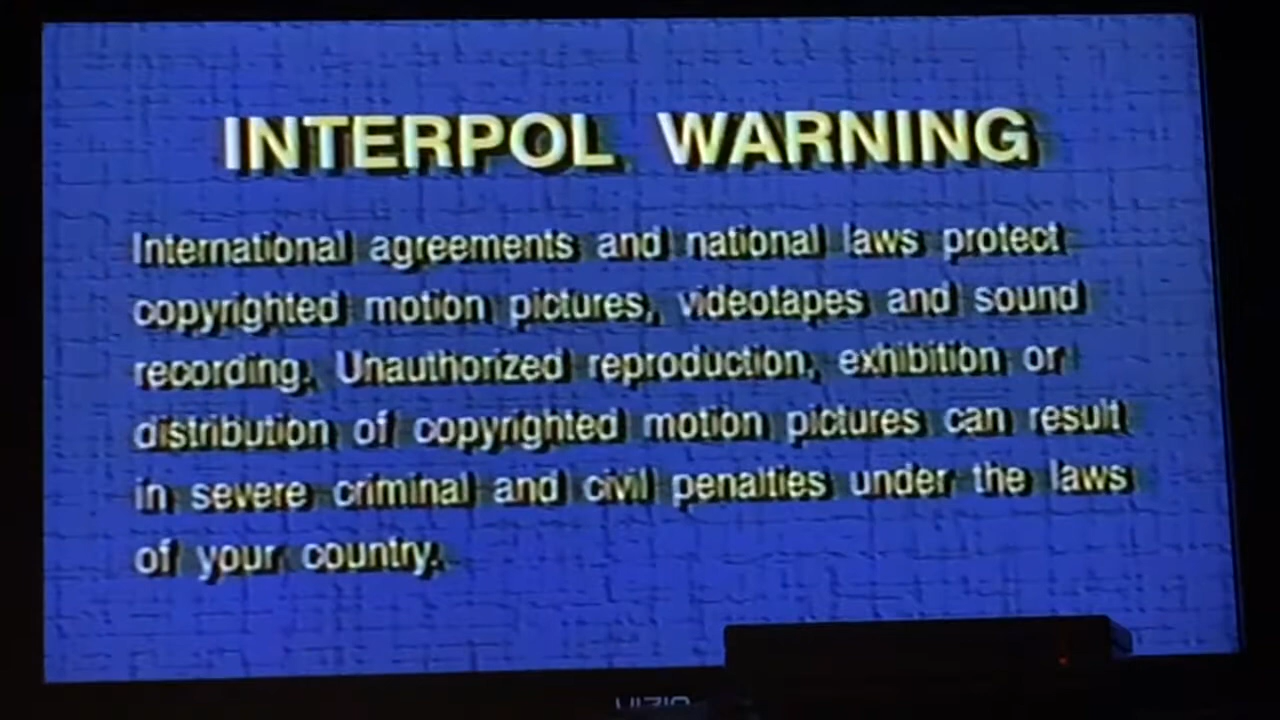 INTERPOL WARNING
International agreements and national laws protect
copyrighted motion pictures, videotapes and sound
recording. Unauthorized reproduction, exhibition or
distribution of copyrighted motion pictures can result
in severe criminal and civil penalties under the laws
of your country.
VIZIO